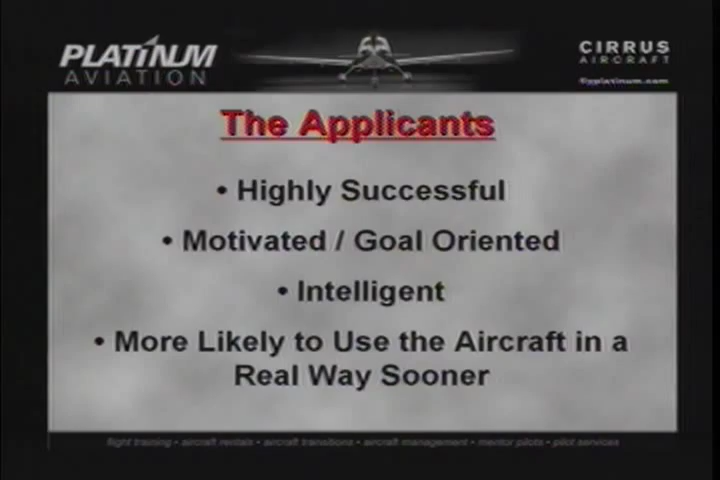 PLATINUM
AVIATION
CIRRUS
AIRCRAFT
flyplatinum.com
The Applicants
• Highly Successful
• Motivated / Goal Oriented
• Intelligent
• More Likely to Use the Aircraft in a
Real Way Sooner
flight training • aircraft rentals • aircraft transitions • aircraft management • mentor pilots • pilot services